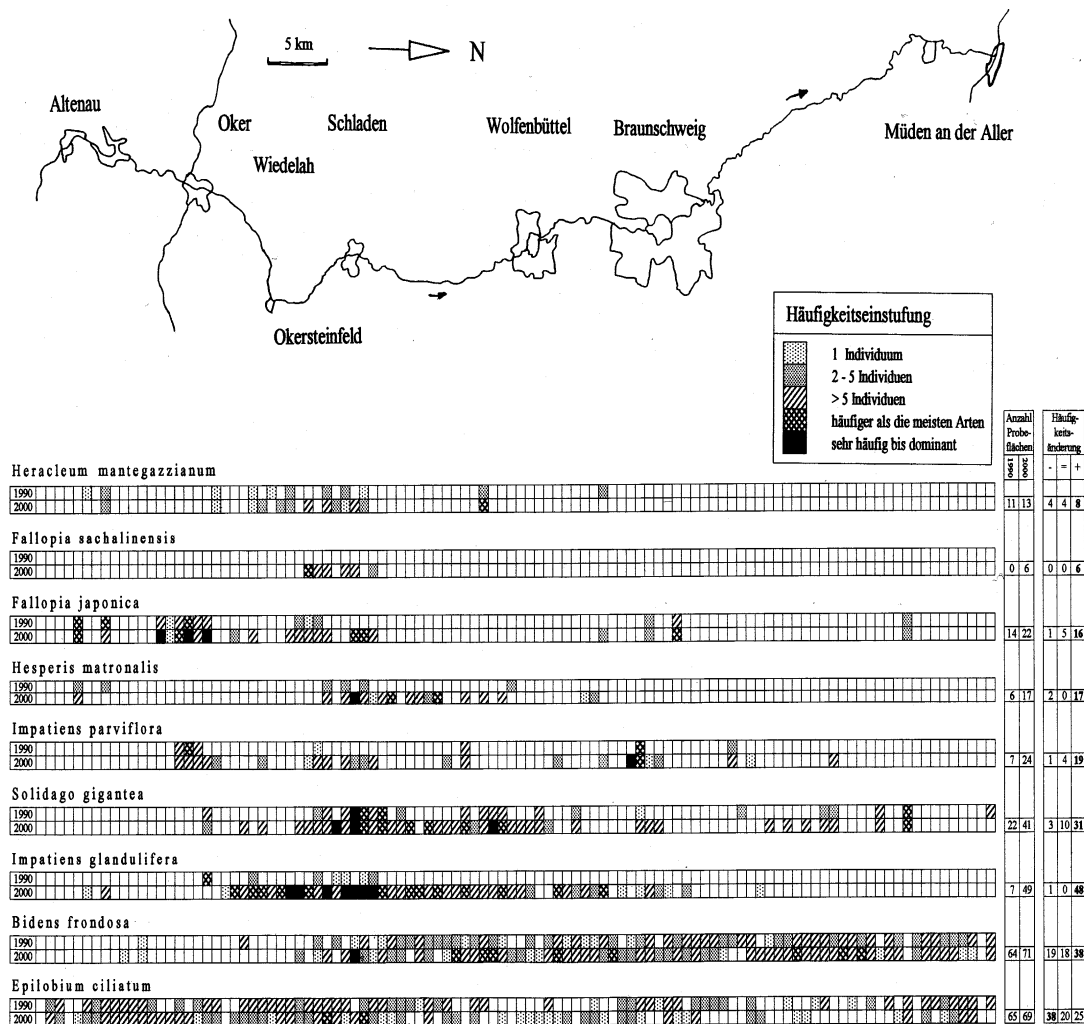 5 km
N
Altenau
Oker
Schladen
Wolfenbüttel
Braunschweig
Müden an der Aller
Wiedelah
Okersteinfeld
Häufigkeitseinstufung
1 Individuum
2 - 5 Individuen
> 5 Individuen
häufiger als die meisten Arten
sehr häufig bis dominant
Anzahl Probe- flächen
Häufig- keits- änderung
1990 2000 - = +
Heracleum mantegazzianum
1990
2000 11 13 4 4 8
Fallopia sachalinensis
1990
2000 0 6 0 0 6
Fallopia japonica
1990
2000 14 22 1 5 16
Hesperis matronalis
1990
2000 6 17 2 0 17
Impatiens parviflora
1990
2000 7 24 1 4 19
Solidago gigantea
1990
2000 22 41 3 10 31
Impatiens glandulifera
1990
2000 7 49 1 0 48
Bidens frondosa
1990
2000 64 71 19 18 38
Epilobium ciliatum
1990
2000 65 69 38 20 25